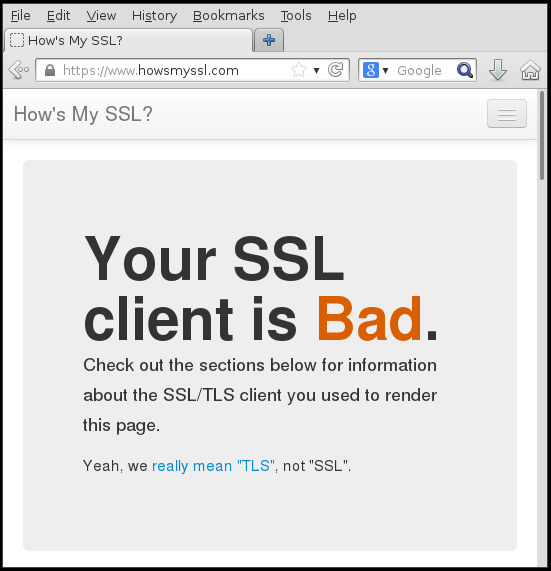 File Edit View History Bookmarks Tools Help
How's My SSL?
https://www.howsmyssl.com
Google
How's My SSL?
Your SSL
client is Bad.
Check out the sections below for information
about the SSL/TLS client you used to render
this page.
Yeah, we really mean "TLS", not "SSL".